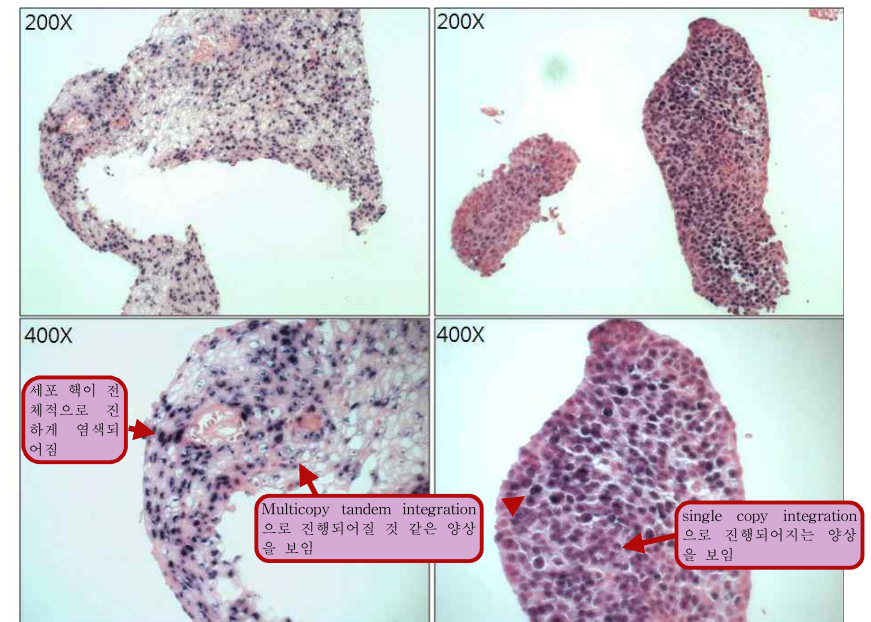 200X
200X
400X
400X
세포 핵이 전
체적으로 진
하게 염색되
어짐
Multicopy tandem integration
으로 진행되어질 것 같은 양상
을 보임
single copy integration
으로 진행되어지는 양상
을 보임